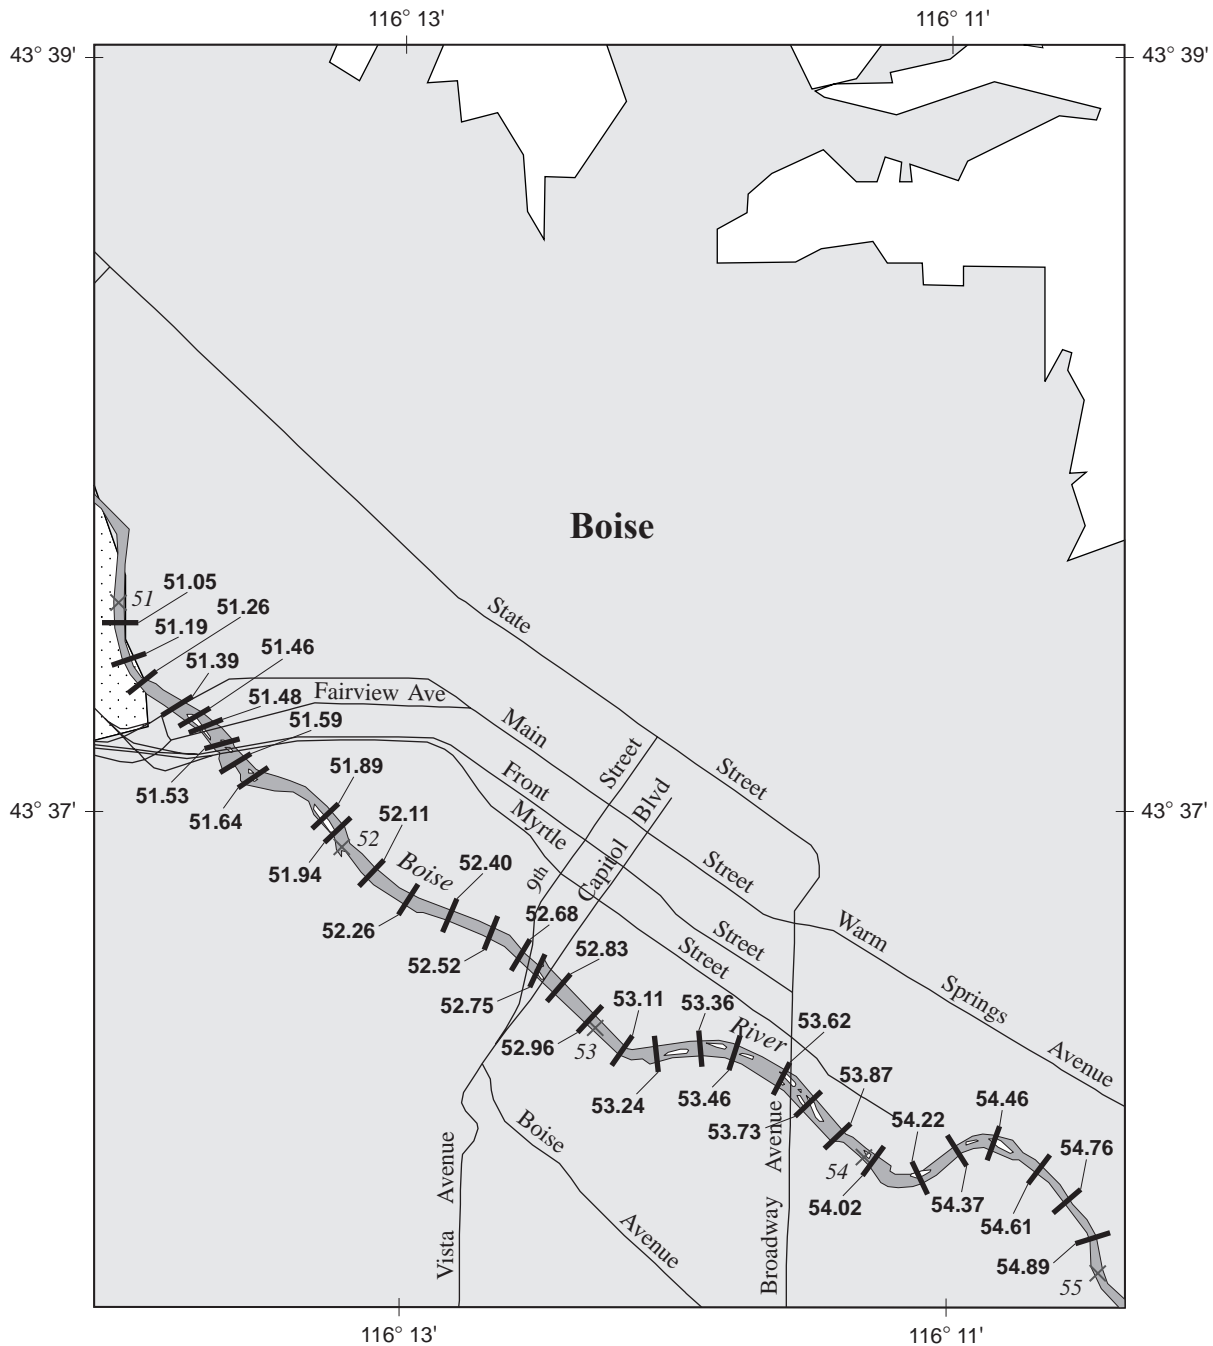 116° 13'
116° 11'
43° 39'
43° 39'
Boise
51.05
51
51.26
51.19
State
51.39
51.46
Fairview Ave
51.48
51.59
Main
Street
Street
Front
51.89
51.53
Blvd
Myrtle
43° 37'
43° 37'
51.64
52.11
52
Boise
52.40
Capitol
Street
51.94
9th
52.68
Warm
52.26
Street
52.83
Street
52.52
Springs
52.75
53.11
53.36
River
53.62
52.96
53
Avenue
53.87
53.24
53.46
54.46
54.22
53.73
Boise
Avenue
54.76
54
54.02
54.37
54.61
Vista Avenue
Broadway
Avenue
54.89
55
116° 13'
116° 11'